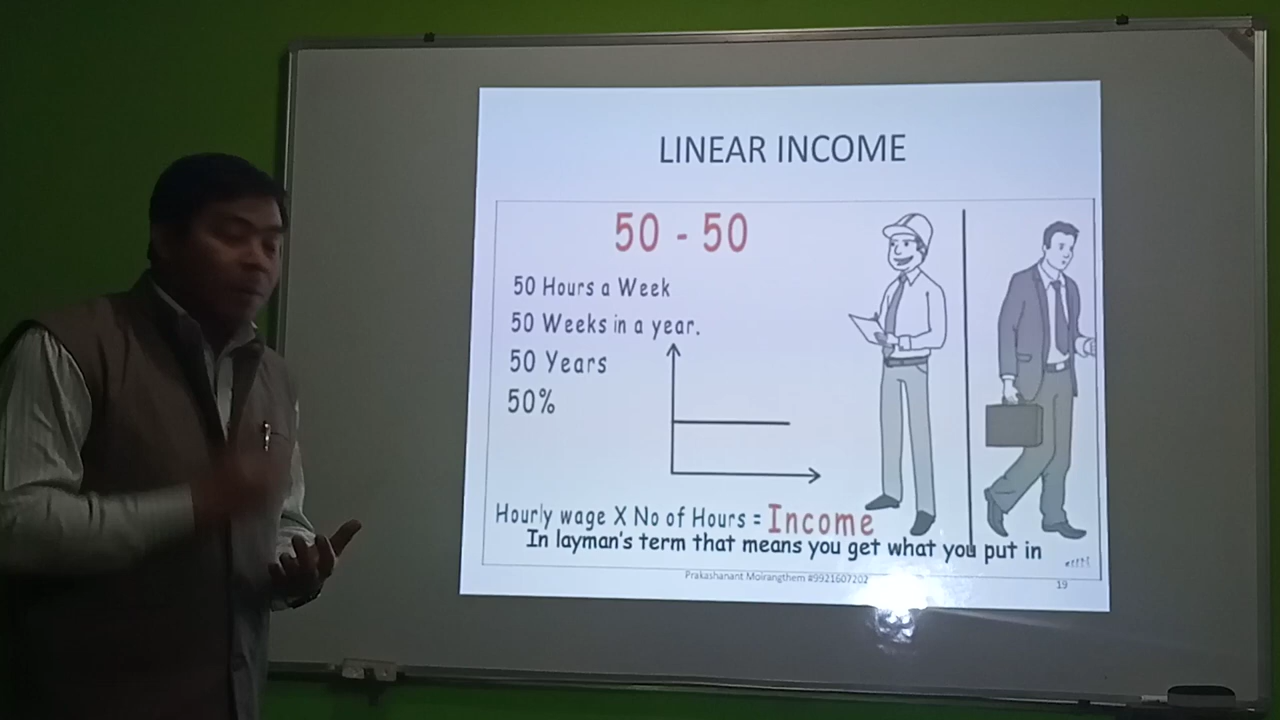 LINEAR INCOME
50 - 50
50 Hours a Week
50 Weeks in a year.
50 Years
50%
Hourly wage X No of Hours = Income
In layman's term that means you get what you put in
Prakashanant Moirangthem #9921607202
19